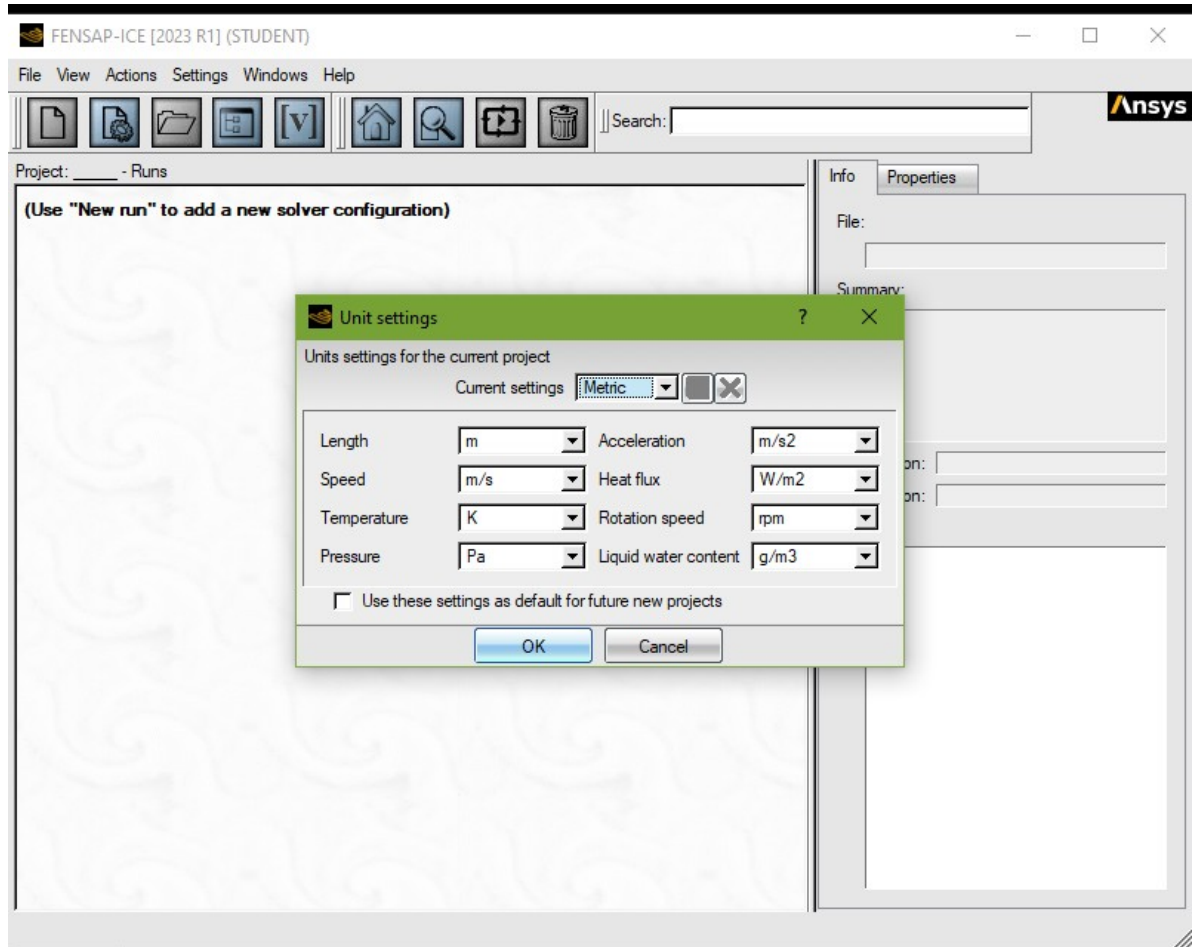 FENSAP-ICE [2023 R1] (STUDENT)
File View Actions Settings Windows Help
[V] Search: Ansys
Project: _____ - Runs
Info Properties
(Use "New run" to add a new solver configuration)
File:
Summary:
Unit settings ?
Units settings for the current project
Current settings Metric
Length m Acceleration m/s2
Speed m/s Heat flux W/m2
on:
Temperature K Rotation speed rpm
on:
Pressure Pa Liquid water content g/m3
Use these settings as default for future new projects
OK Cancel